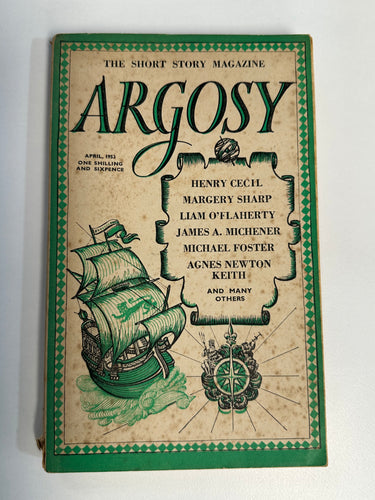 THE SHORT STORY MAGAZINE
ARGOSY
APRIL, 1953
ONE SHILLING
AND SIXPENCE
HENRY CECIL
MARGERY SHARP
LIAM O'FLAHERTY
JAMES A. MICHENER
MICHAEL FOSTER
AGNES NEWTON
KEITH
AND MANY
OTHERS